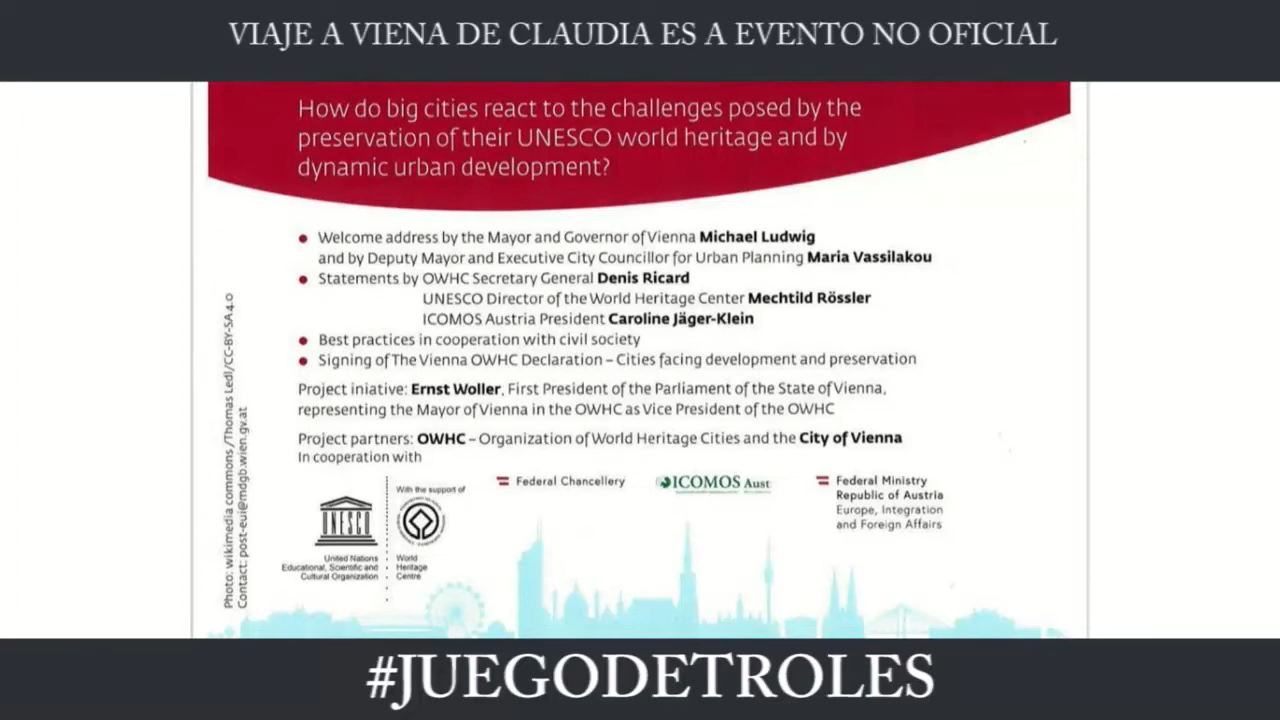 VIAJE A VIENA DE CLAUDIA ES A EVENTO NO OFICIAL
How do big cities react to the challenges posed by the
preservation of their UNESCO world heritage and by
dynamic urban development?
Welcome address by the Mayor and Governor of Vienna Michael Ludwig
and by Deputy Mayor and Executive City Councillor for Urban Planning Maria Vassilakou
Statements by OWHC Secretary General Denis Ricard
UNESCO Director of the World Heritage Center Mechtild Rössler
ICOMOS Austria President Caroline Jäger-Klein
Best practices in cooperation with civil society
Signing of The Vienna OWHC Declaration – Cities facing development and preservation
Project iniative: Ernst Woller, First President of the Parliament of the State of Vienna,
representing the Mayor of Vienna in the OWHC as Vice President of the OWHC
Project partners: OWHC – Organization of World Heritage Cities and the City of Vienna
In cooperation with
Photo: wikimedia commons/Thomas Ledl/CC-BY-SA 4.0
Contact: post-eui@mdgb.wien.gv.at
UNESCO
United Nations
Educational, Scientific and
Cultural Organization
With the support of
World
Heritage
Centre
Federal Chancellery
ICOMOS Aust
Federal Ministry
Republic of Austria
Europe, Integration
and Foreign Affairs
#JUEGODETROLES